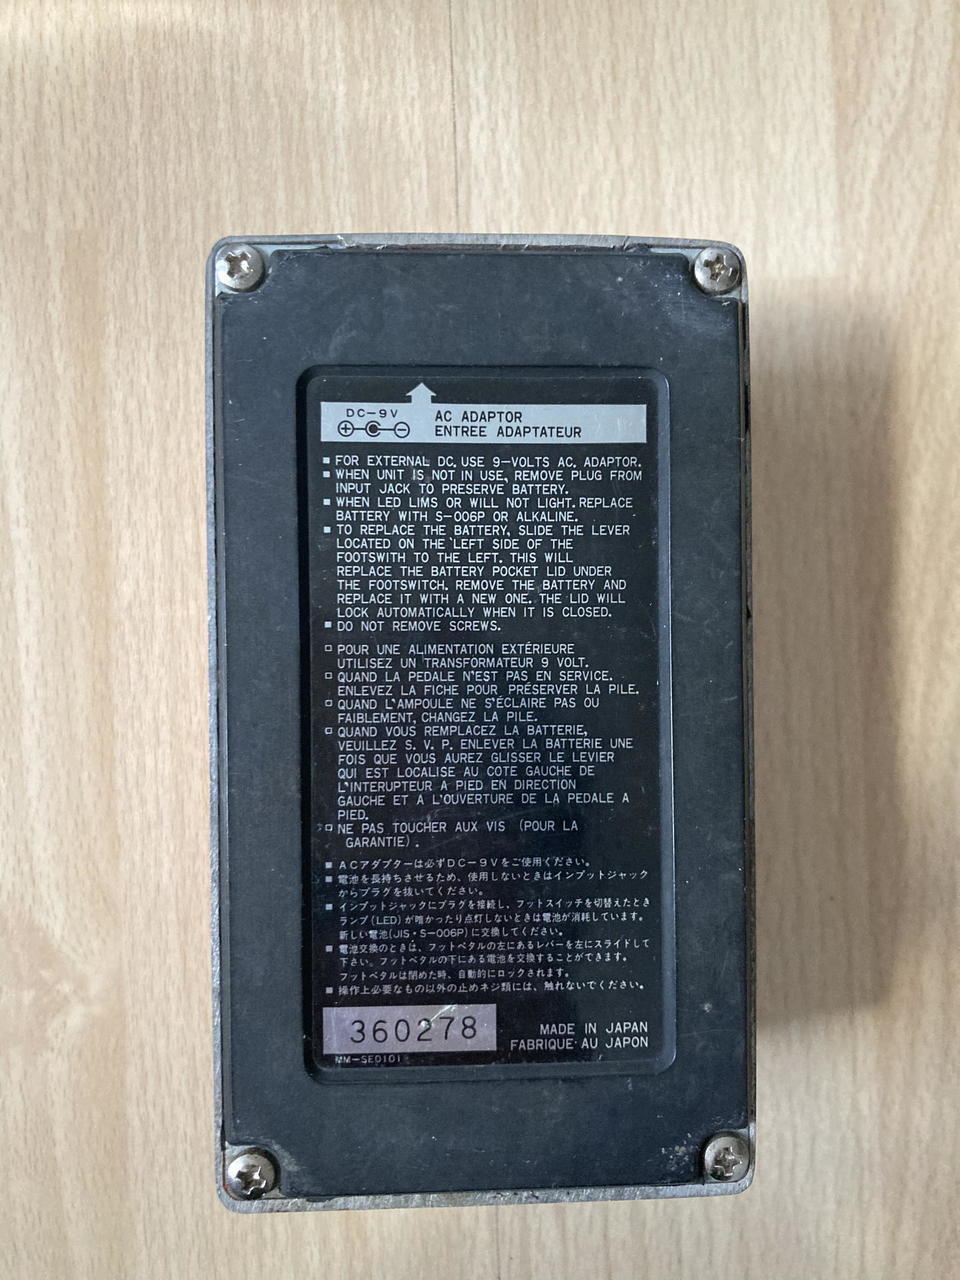 DC-9V
AC ADAPTOR
ENTREE ADAPTATEUR
■ FOR EXTERNAL DC, USE 9-VOLTS AC. ADAPTOR.
■ WHEN UNIT IS NOT IN USE, REMOVE PLUG FROM
INPUT JACK TO PRESERVE BATTERY.
■ WHEN LED LIMS OR WILL NOT LIGHT. REPLACE
BATTERY WITH S-006P OR ALKALINE.
■ TO REPLACE THE BATTERY, SLIDE THE LEVER
LOCATED ON THE LEFT SIDE OF THE
FOOTSWITH TO THE LEFT. THIS WILL
REPLACE THE BATTERY POCKET LID UNDER
THE FOOTSWITCH. REMOVE THE BATTERY AND
REPLACE IT WITH A NEW ONE. THE LID WILL
LOCK AUTOMATICALLY WHEN IT IS CLOSED.
■ DO NOT REMOVE SCREWS.
□ POUR UNE ALIMENTATION EXTÉRIEURE
UTILISEZ UN TRANSFORMATEUR 9 VOLT.
□ QUAND LA PEDALE N'EST PAS EN SERVICE.
ENLEVEZ LA FICHE POUR PRÉSERVER LA PILE.
□ QUAND L'AMPOULE NE S'ÉCLAIRE PAS OU
FAIBLEMENT, CHANGEZ LA PILE.
□ QUAND VOUS REMPLACEZ LA BATTERIE,
VEUILLEZ S. V. P. ENLEVER LA BATTERIE UNE
FOIS QUE VOUS AUREZ GLISSER LE LEVIER
QUI EST LOCALISE AU COTE GAUCHE DE
L'INTERUPTEUR A PIED EN DIRECTION
GAUCHE ET A L'OUVERTURE DE LA PEDALE A
PIED.
□ NE PAS TOUCHER AUX VIS (POUR LA
GARANTIE).
■ ACアダプターは必ずDC-9Vをご使用ください。
■ 電池を長持ちさせるため、使用しないときはインプットジャック
からプラグを抜いてください。
■ インプットジャックにプラグを接続し、フットスイッチを切替えたとき
ランプ(LED)が暗かったり点灯しないときは電池が消耗しています。
新しい電池(JIS・S-006P)に交換してください。
■ 電池交換のときは、フットペタルの左にあるレバーを左にスライドして
下さい。フットペタルの下にある電池を交換することができます。
フットペタルは閉めた時、自動的にロックされます。
■ 操作上必要なもの以外の止めネジ類には、触れないでください。
360278
MADE IN JAPAN
FABRIQUE AU JAPON
MM-SE0101